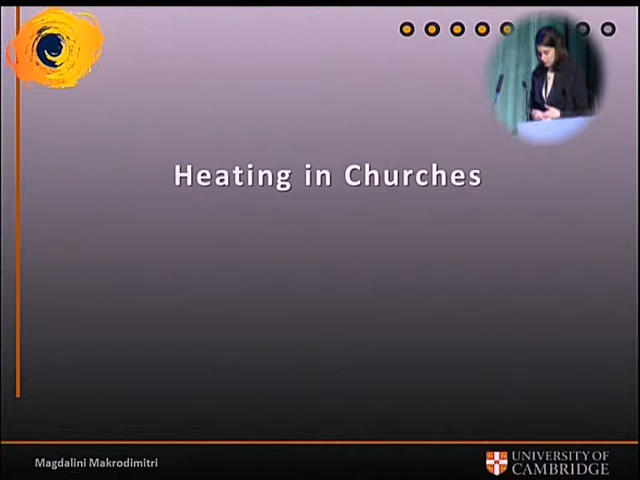 Heating in Churches
Magdalini Makrodimitri
UNIVERSITY OF
CAMBRIDGE